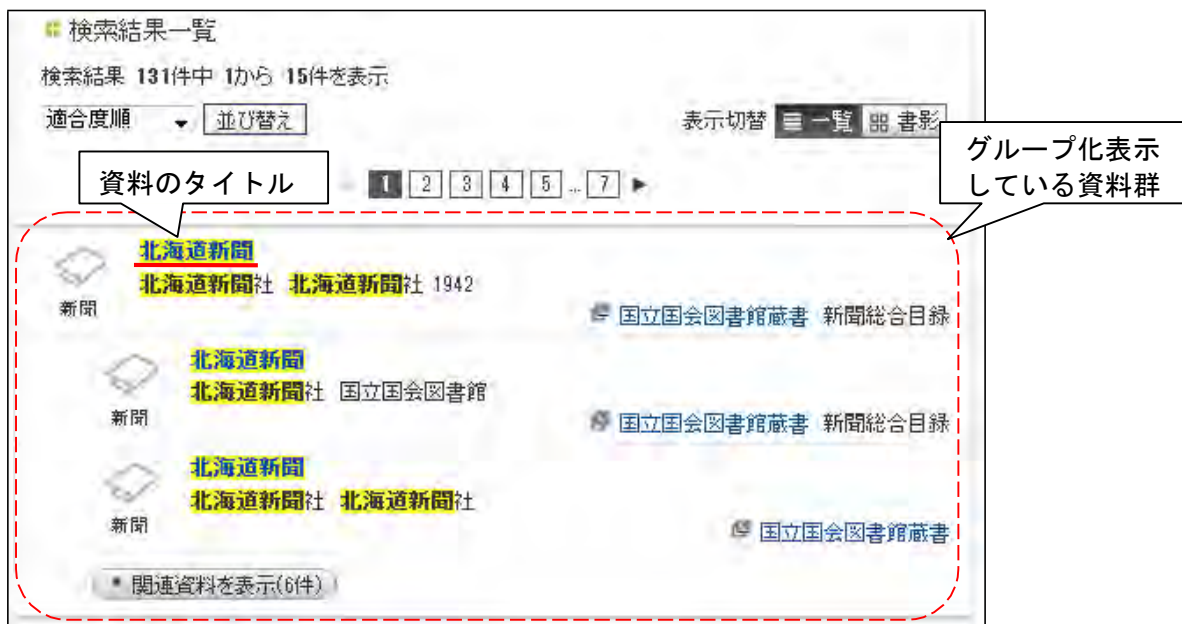 検索結果一覧
検索結果 131件中 1から 15件を表示
適合度順 並び替え 表示切替 一覧 書影
グループ化表示
している資料群
資料のタイトル
1 2 3 4 5 … 7 ▶
北海道新聞
北海道新聞社 北海道新聞社 1942
新聞
国立国会図書館蔵書 新聞総合目録
北海道新聞
北海道新聞社 国立国会図書館
新聞
国立国会図書館蔵書 新聞総合目録
北海道新聞
北海道新聞社 北海道新聞社
新聞
国立国会図書館蔵書
関連資料を表示(6件)